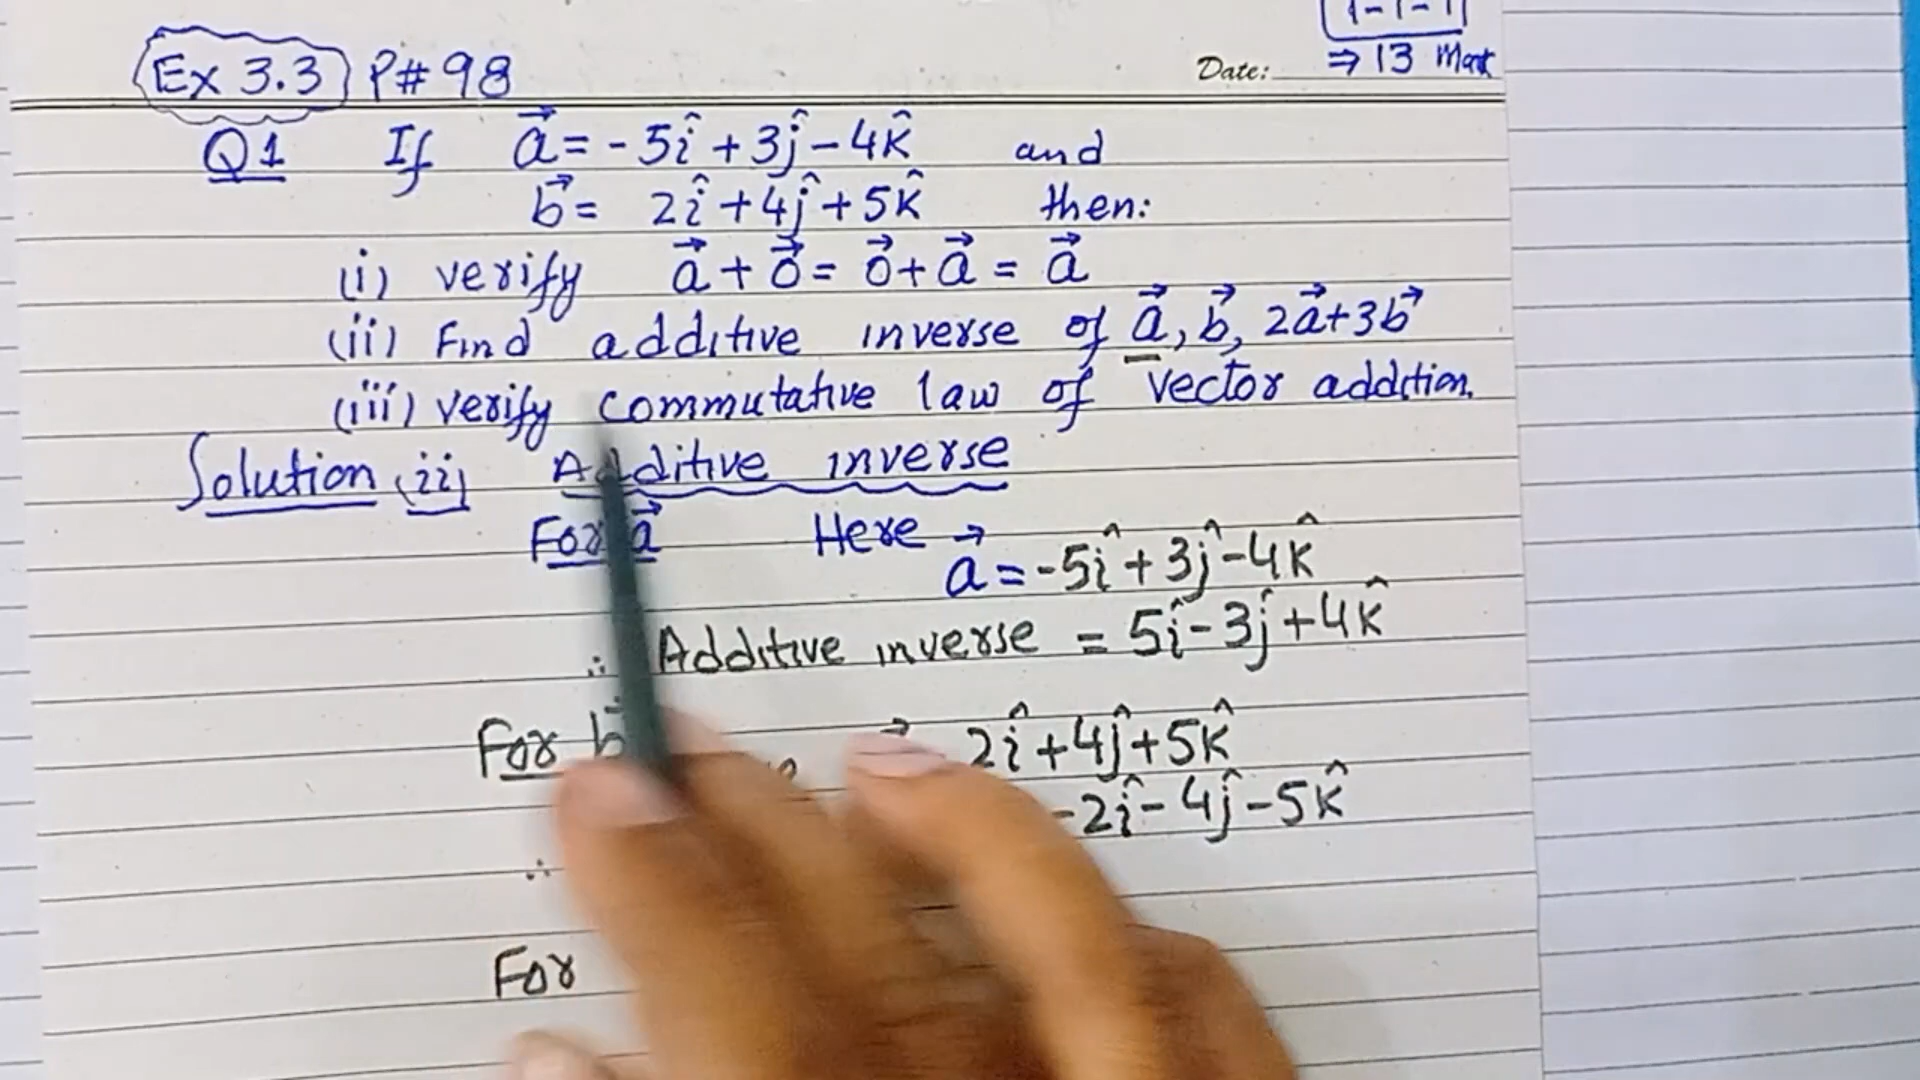 ⇒ 13 Mark
Ex 3.3 P# 98
Date:
Q1 If a⃗ = -5î + 3ĵ - 4k̂ and
b⃗ = 2î + 4ĵ + 5k̂ then:
(i) verify a⃗ + 0⃗ = 0⃗ + a⃗ = a⃗
(ii) Find additive inverse of a⃗, b⃗, 2a⃗+3b⃗
(iii) verify commutative law of vector addition.
Solution (ii) Additive inverse
For a⃗ Here
a⃗ = -5î + 3ĵ - 4k̂
∴ Additive inverse = 5î - 3ĵ + 4k̂
For b⃗ 2î + 4ĵ + 5k̂
-2î - 4ĵ - 5k̂
∴
For